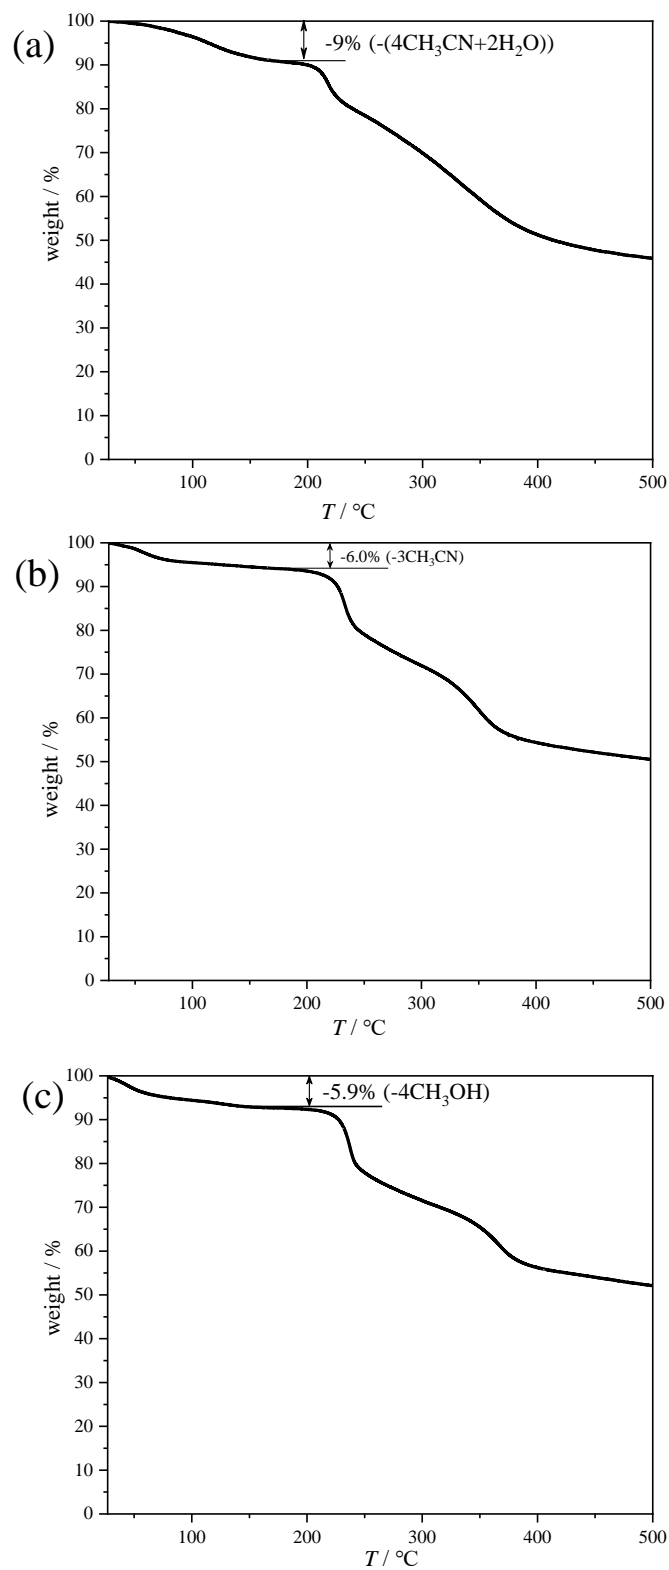 (a)
-9% (-(4CH₃CN+2H₂O))
100
90
80
70
60
50
40
30
20
10
0
weight / %
100 200 300 400 500
T / °C
(b)
-6.0% (-3CH₃CN)
100
90
80
70
60
50
40
30
20
10
0
weight / %
100 200 300 400 500
T / °C
(c)
-5.9% (-4CH₃OH)
100
90
80
70
60
50
40
30
20
10
0
weight / %
100 200 300 400 500
T / °C